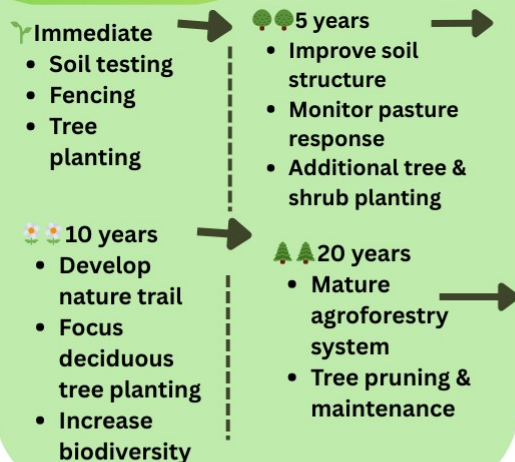 Immediate
• Soil testing
• Fencing
• Tree
planting
5 years
• Improve soil
structure
• Monitor pasture
response
• Additional tree &
shrub planting
10 years
• Develop
nature trail
• Focus
deciduous
tree planting
• Increase
biodiversity
20 years
• Mature
agroforestry
system
• Tree pruning &
maintenance